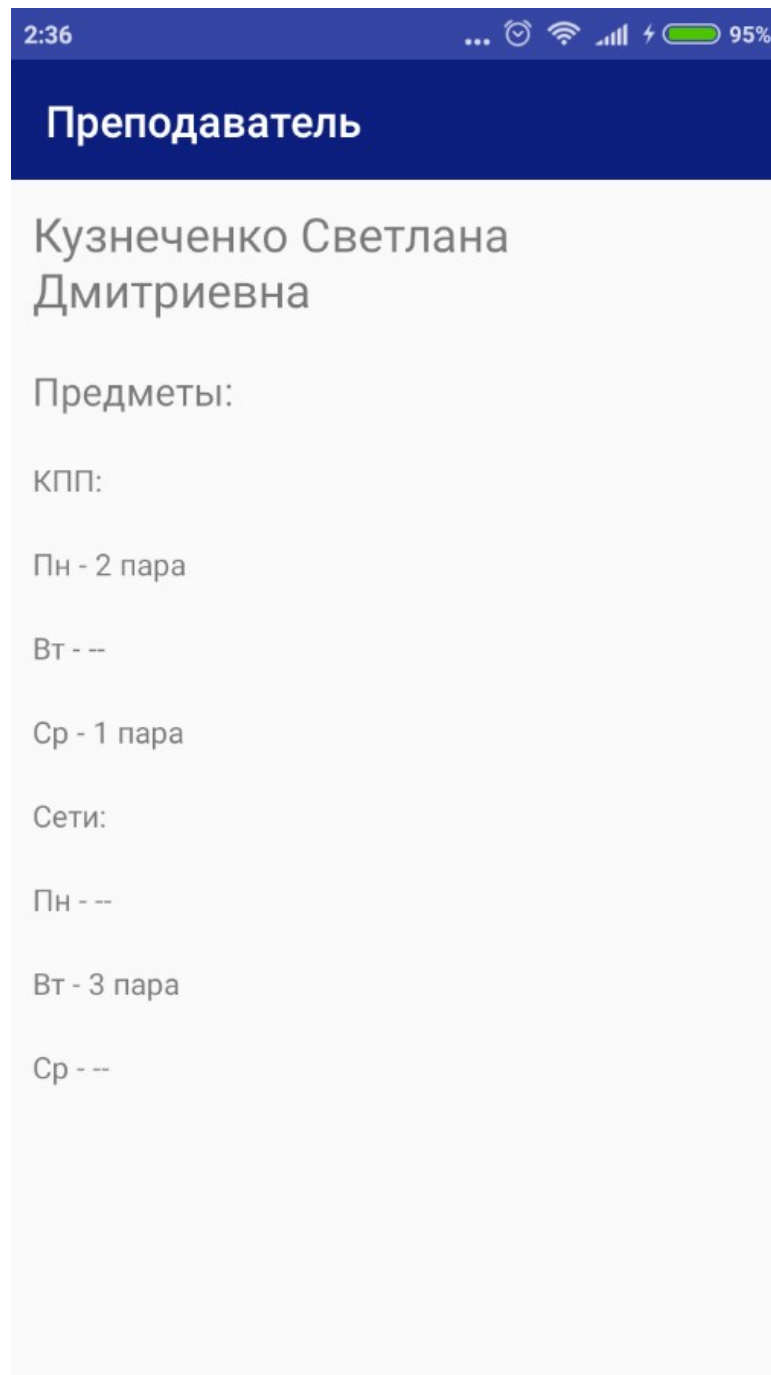 2:36 ... 95%
Преподаватель
Кузнеченко Светлана
Дмитриевна
Предметы:
КПП:
Пн - 2 пара
Вт - --
Ср - 1 пара
Сети:
Пн - --
Вт - 3 пара
Ср - --